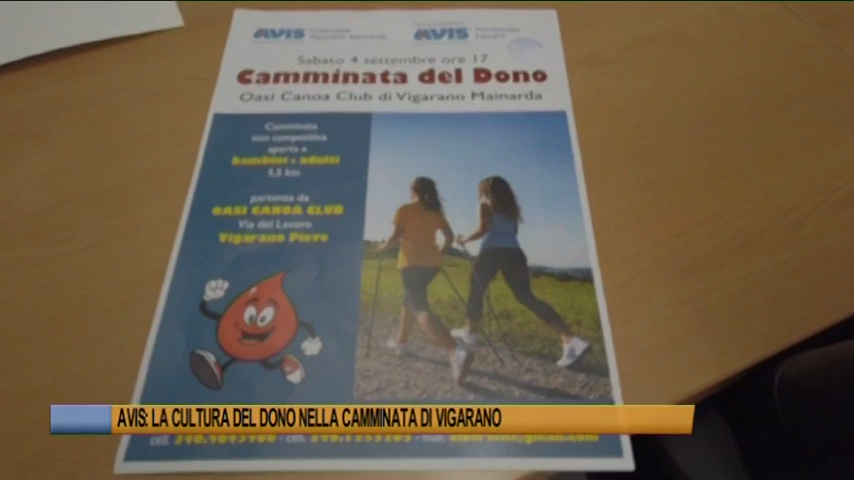 AVIS
AVIS
Sabato 4 settembre ore 17
Camminata del Dono
Oasi Canoa Club di Vigarano Mainarda
Camminata
non competitiva
aperta a
bambini e adulti
5,5 km
partenza da
OASI CANOA CLUB
Via del Lavoro
Vigarano Pieve
AVIS: LA CULTURA DEL DONO NELLA CAMMINATA DI VIGARANO